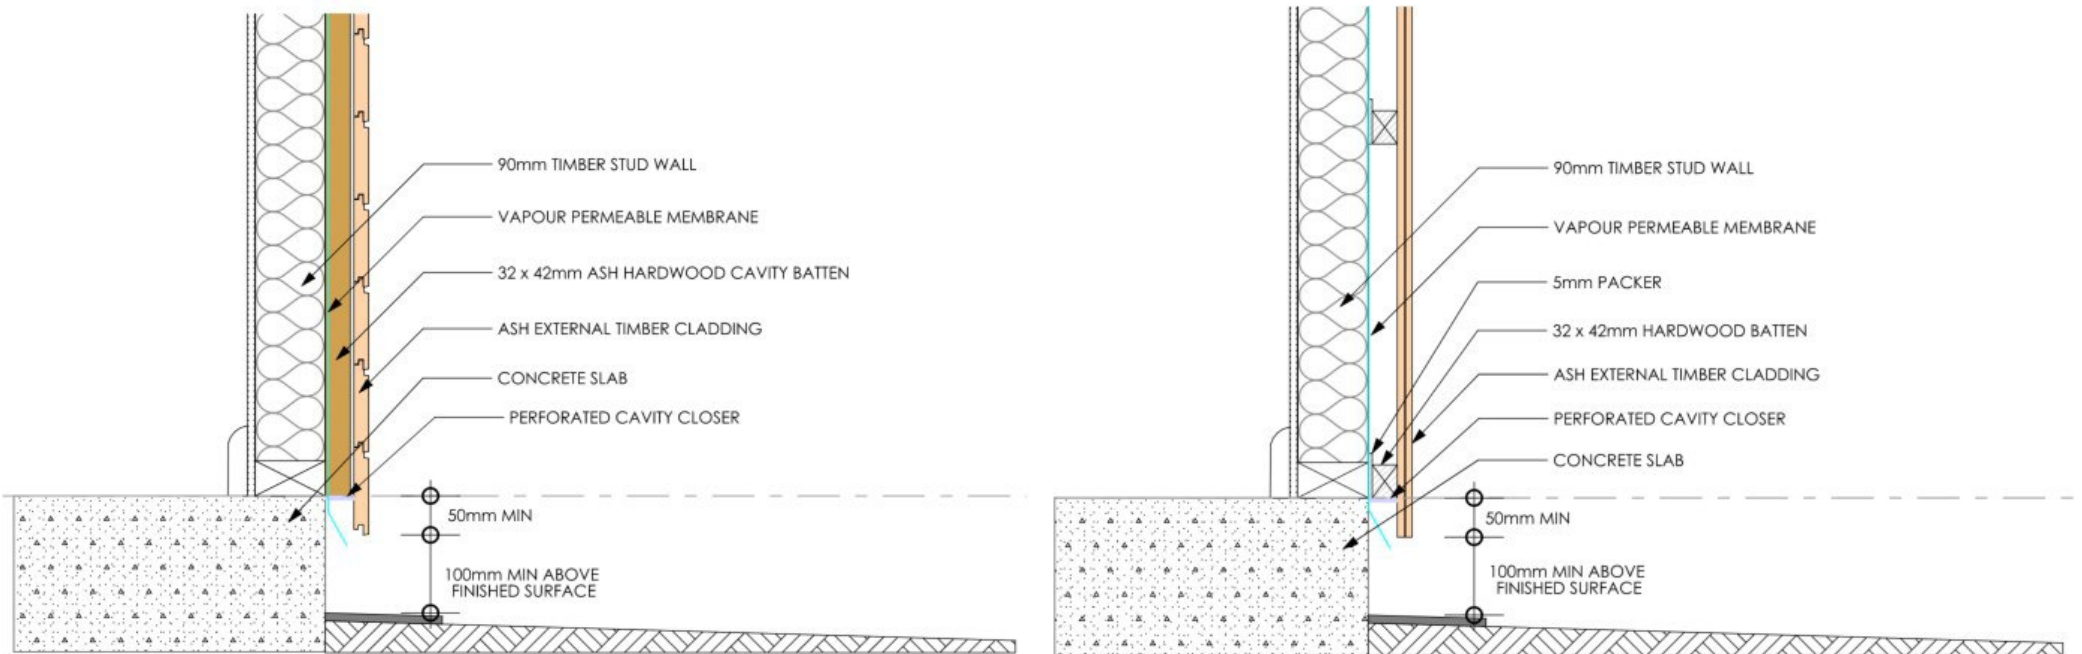 90mm TIMBER STUD WALL
VAPOUR PERMEABLE MEMBRANE
32 x 42mm ASH HARDWOOD CAVITY BATTEN
ASH EXTERNAL TIMBER CLADDING
CONCRETE SLAB
PERFORATED CAVITY CLOSER
50mm MIN
100mm MIN ABOVE
FINISHED SURFACE
90mm TIMBER STUD WALL
VAPOUR PERMEABLE MEMBRANE
5mm PACKER
32 x 42mm HARDWOOD BATTEN
ASH EXTERNAL TIMBER CLADDING
PERFORATED CAVITY CLOSER
CONCRETE SLAB
50mm MIN
100mm MIN ABOVE
FINISHED SURFACE